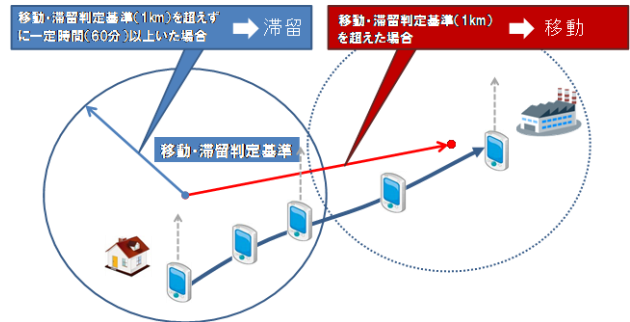 移動・滞留判定基準(1km)を超えず
に一定時間(60分)以上いた場合
滞留
移動・滞留判定基準(1km)
を超えた場合
移動
移動・滞留判定基準